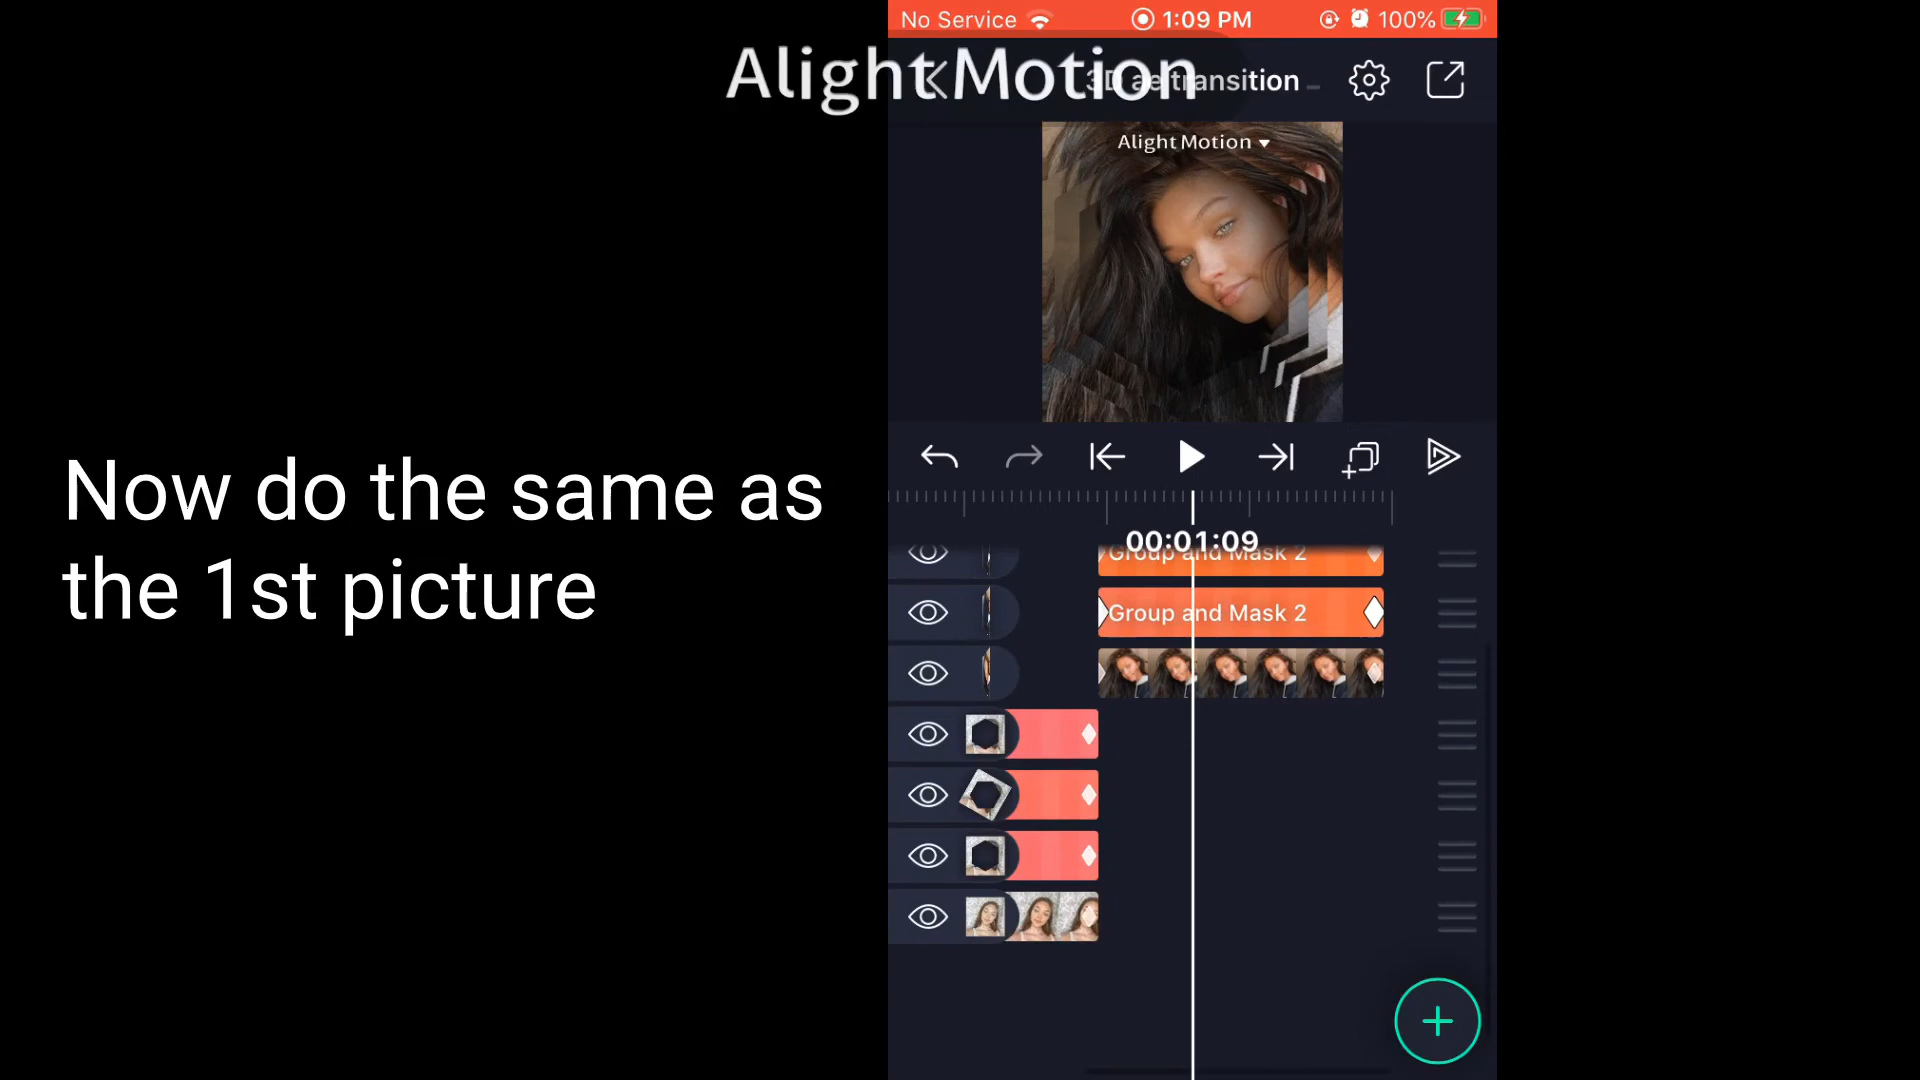 No Service 1:09 PM 100%
Alight Motion
3D ae transition
Alight Motion
Now do the same as
the 1st picture
00:01:09
Group and Mask 2
Group and Mask 2